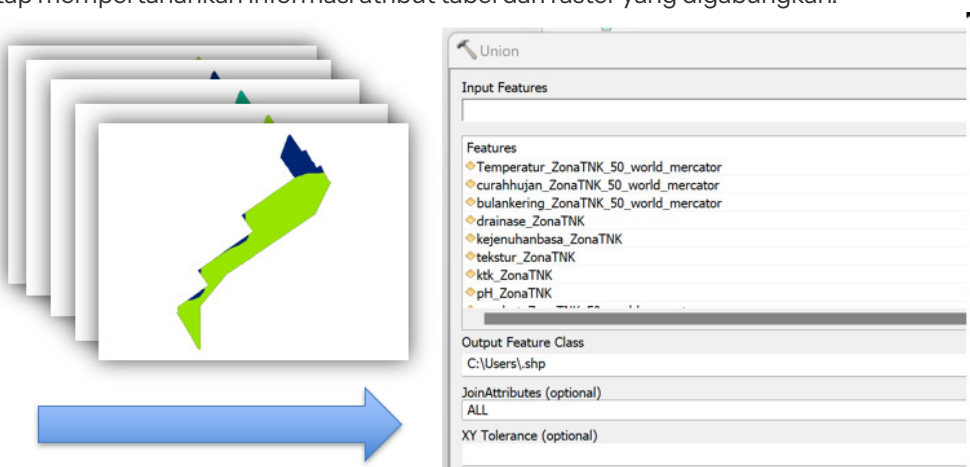 mempertahankan informasi atribut tabel dan raster yang digabungkan.
Union
Input Features
Features
Temperatur_ZonaTNK_50_world_mercator
curahhujan_ZonaTNK_50_world_mercator
bulankering_ZonaTNK_50_world_mercator
drainase_ZonaTNK
kejenuhanbasa_ZonaTNK
tekstur_ZonaTNK
ktk_ZonaTNK
pH_ZonaTNK
Output Feature Class
C:\Users\.shp
JoinAttributes (optional)
ALL
XY Tolerance (optional)